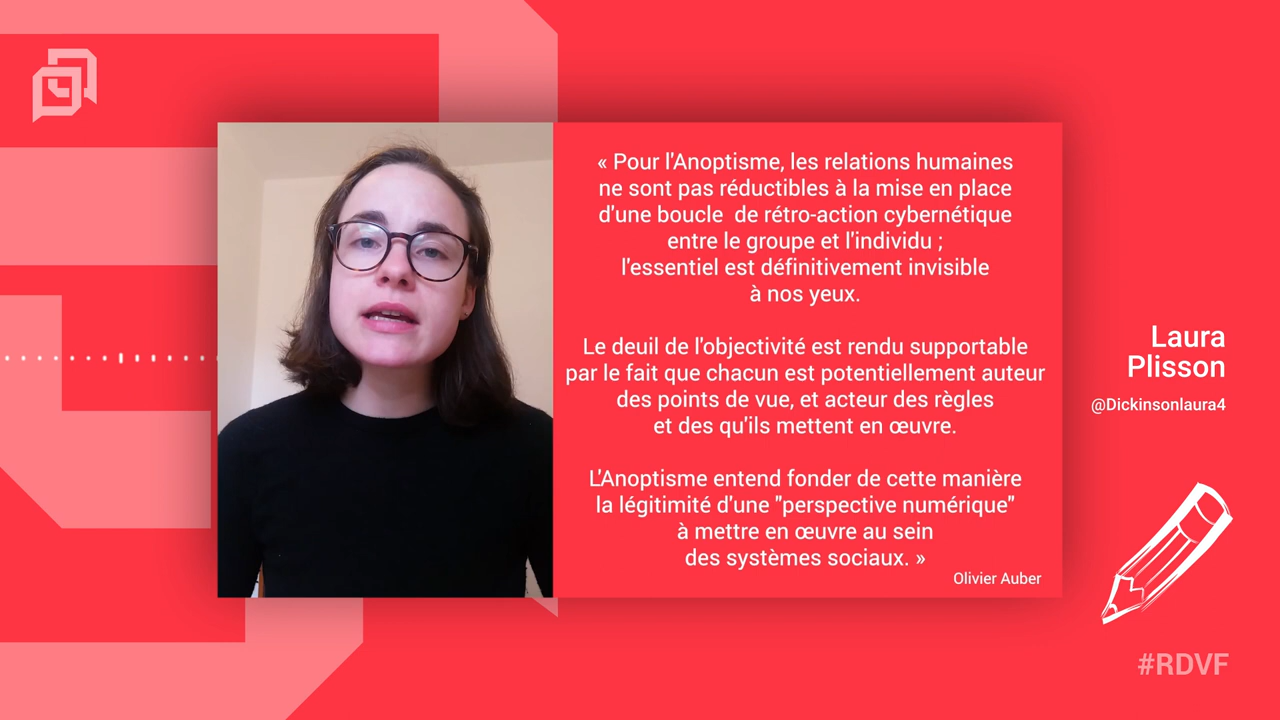 « Pour l'Anoptisme, les relations humaines
ne sont pas réductibles à la mise en place
d'une boucle  de rétro-action cybernétique
entre le groupe et l'individu ;
l'essentiel est définitivement invisible
à nos yeux.
Le deuil de l'objectivité est rendu supportable
par le fait que chacun est potentiellement auteur
des points de vue, et acteur des règles
et des qu'ils mettent en œuvre.
L'Anoptisme entend fonder de cette manière
la légitimité d'une "perspective numérique"
à mettre en œuvre au sein
des systèmes sociaux. »
Olivier Auber
Laura
Plisson
@Dickinsonlaura4
#RDVF